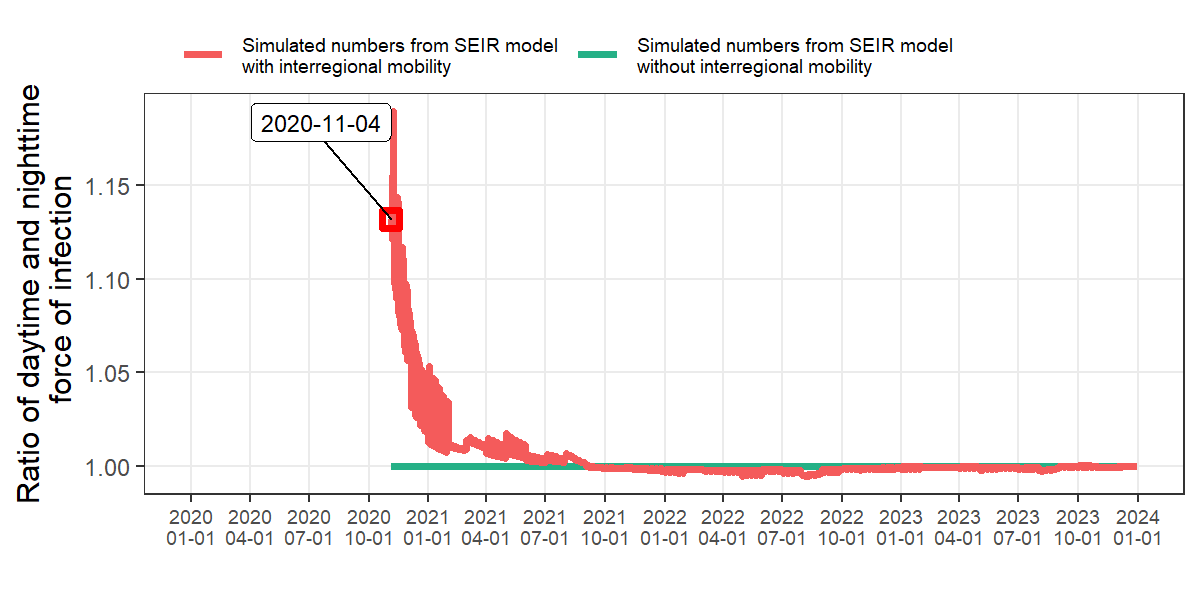 Simulated numbers from SEIR model
with interregional mobility
Simulated numbers from SEIR model
without interregional mobility
Ratio of daytime and nighttime
force of infection
2020-11-04
1.15
1.10
1.05
1.00
2020 2020 2020 2020 2021 2021 2021 2021 2022 2022 2022 2022 2023 2023 2023 2023 2024
01-01 04-01 07-01 10-01 01-01 04-01 07-01 10-01 01-01 04-01 07-01 10-01 01-01 04-01 07-01 10-01 01-01